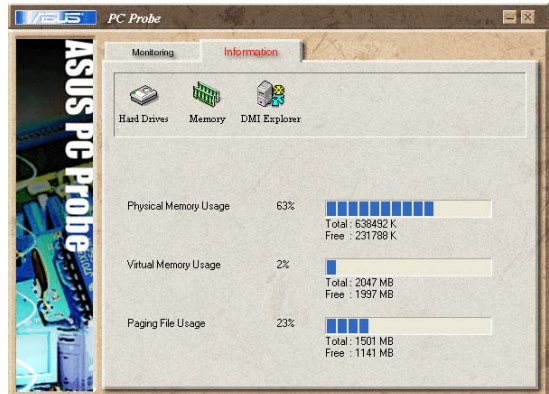 ASUS PC Probe
Monitoring Information
Hard Drives Memory DMI Explorer
Physical Memory Usage 63%
Total : 638492 K
Free : 231788 K
Virtual Memory Usage 2%
Total : 2047 MB
Free : 1997 MB
Paging File Usage 23%
Total : 1501 MB
Free : 1141 MB
ASUS PC Probe